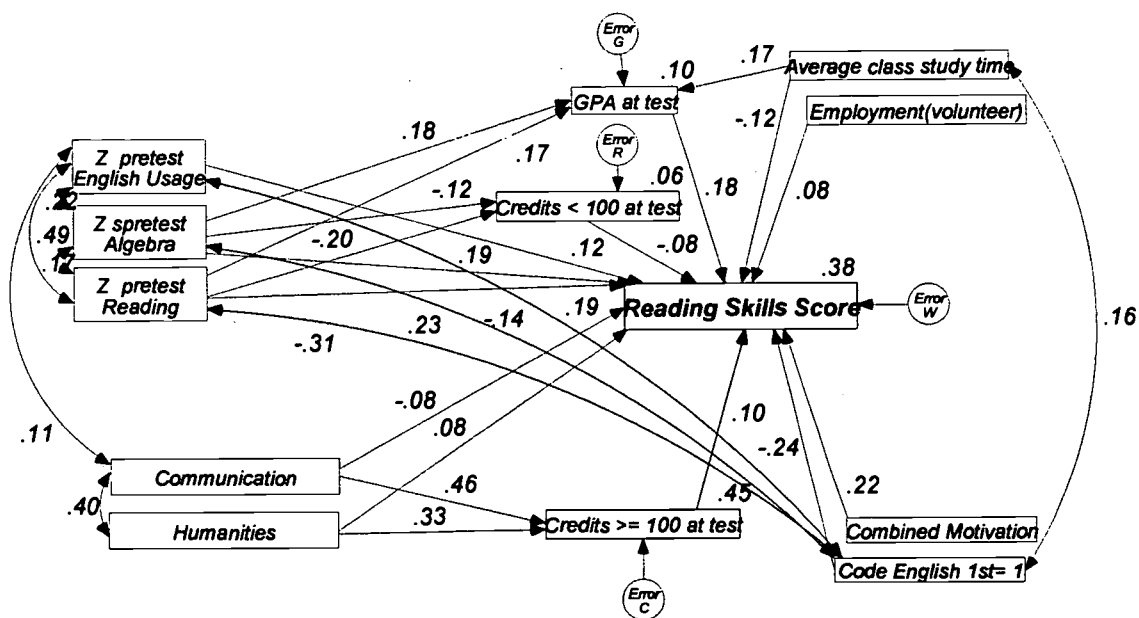 Error
G
.17
Average class study time
.10
GPA at test
Employment(volunteer)
-.12
.18
Error
R
.17
Z pretest
English Usage
.06
.18
.08
-.12
Credits < 100 at test
.22
Z spretest
Algebra
-.20
.12
-.08
.49
.19
.38
Z pretest
Reading
Reading Skills Score
Error
W
.19
.23
-.14
-.31
.16
-.08
.10
.08
-.24
.11
Communication
.46
.45
.22
.40
Humanities
.33
Credits >= 100 at test
Combined Motivation
Code English 1st= 1
Error
C